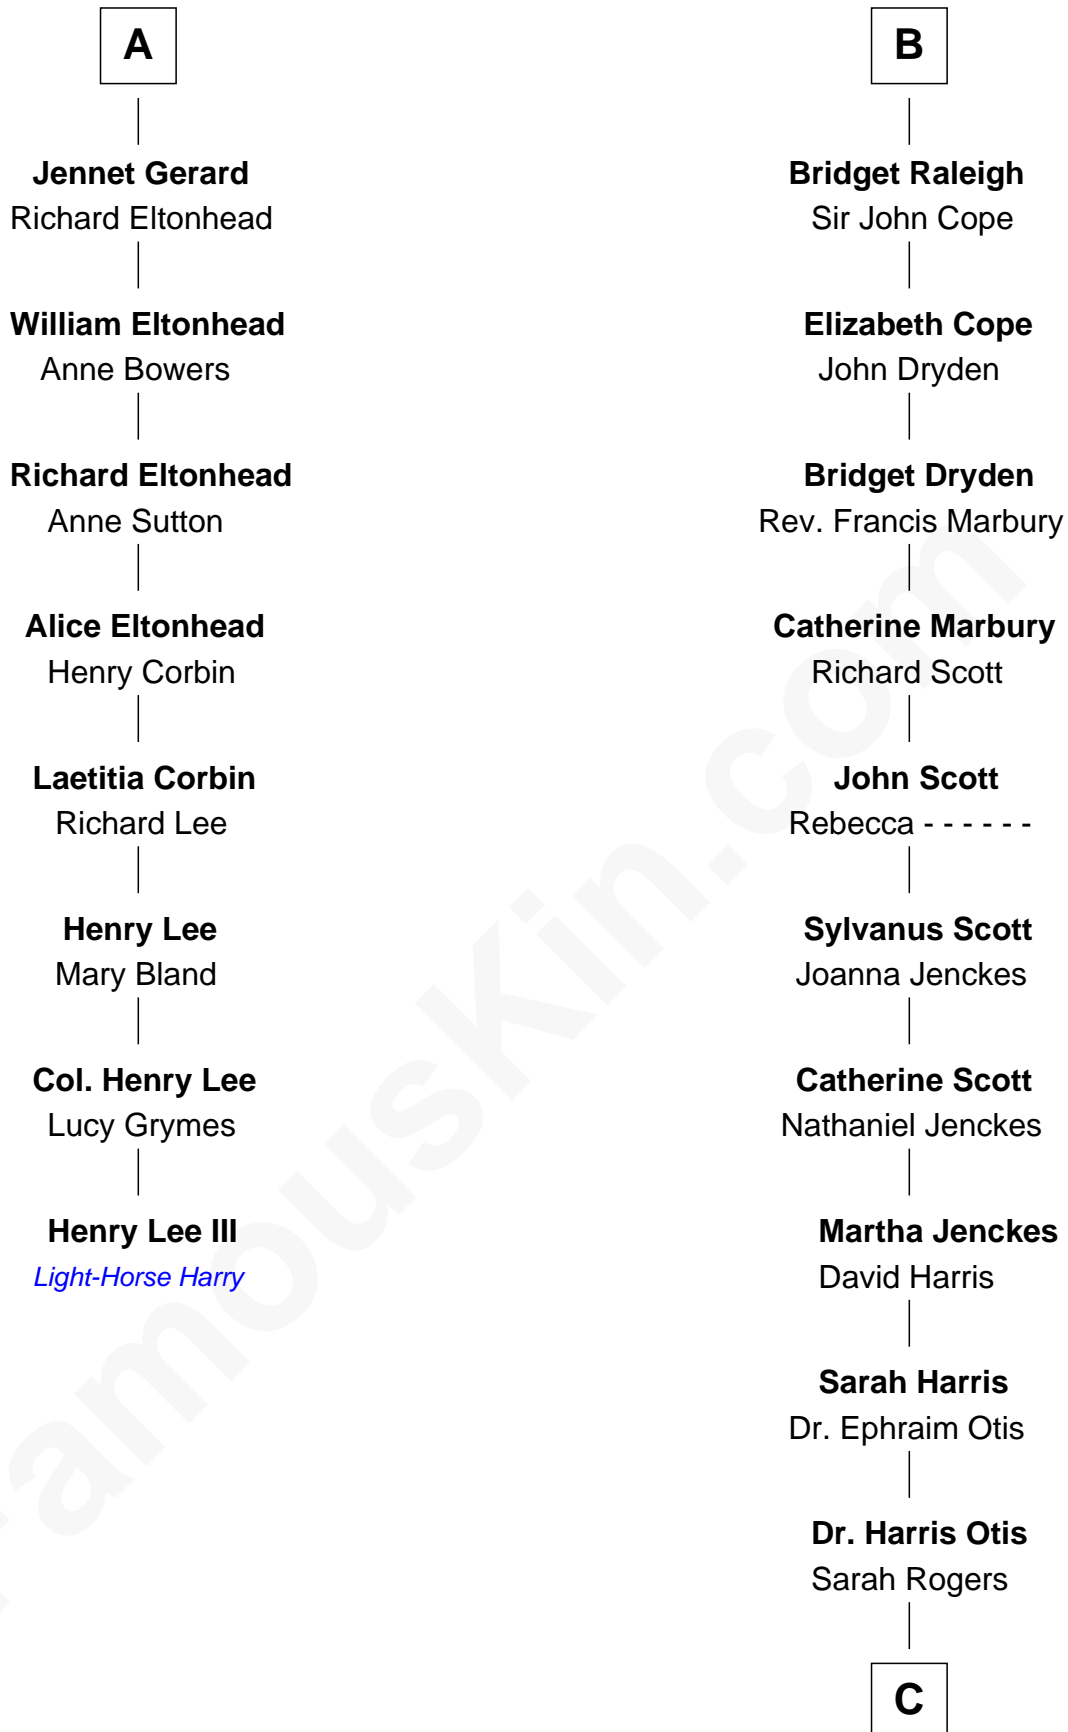 A
Jennet Gerard
Richard Eltonhead
William Eltonhead
Anne Bowers
Richard Eltonhead
Anne Sutton
Alice Eltonhead
Henry Corbin
Laetitia Corbin
Richard Lee
Henry Lee
Mary Bland
Col. Henry Lee
Lucy Grymes
Henry Lee III
Light-Horse Harry
B
Bridget Raleigh
Sir John Cope
Elizabeth Cope
John Dryden
Bridget Dryden
Rev. Francis Marbury
Catherine Marbury
Richard Scott
John Scott
Rebecca - - - - - -
Sylvanus Scott
Joanna Jenckes
Catherine Scott
Nathaniel Jenckes
Martha Jenckes
David Harris
Sarah Harris
Dr. Ephraim Otis
Dr. Harris Otis
Sarah Rogers
C
FamousKin.com